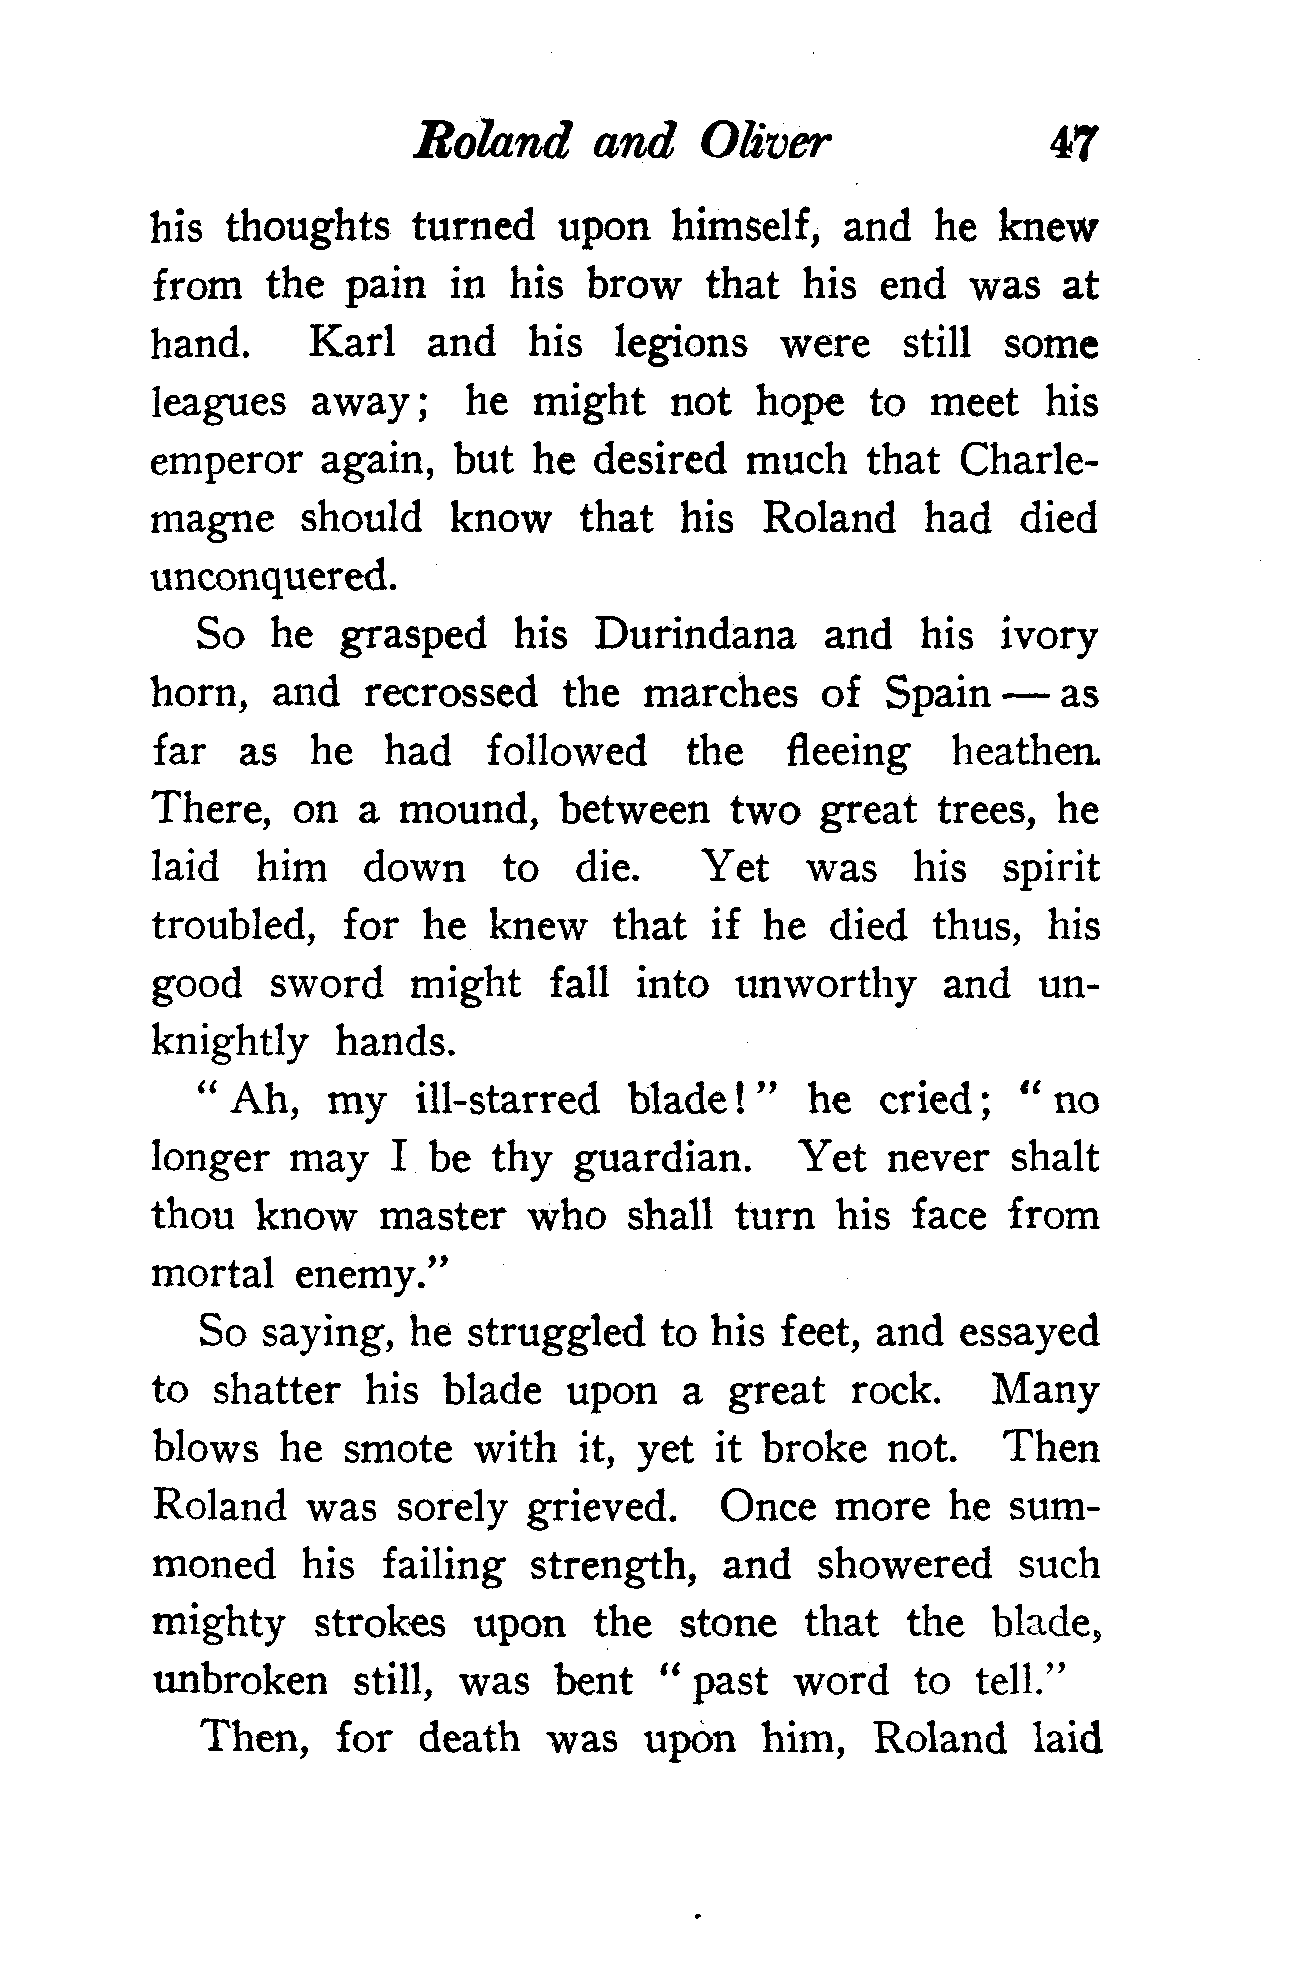 Roland and Oliver 47
his thoughts turned upon himself, and he knew
from the pain in his brow that his end was at
hand. Karl and his legions were still some
leagues away; he might not hope to meet his
emperor again, but he desired much that Charle-
magne should know that his Roland had died
unconquered.
So he grasped his Durindana and his ivory
horn, and recrossed the marches of Spain — as
far as he had followed the fleeing heathen.
There, on a mound, between two great trees, he
laid him down to die. Yet was his spirit
troubled, for he knew that if he died thus, his
good sword might fall into unworthy and un-
knightly hands.
“Ah, my ill-starred blade!” he cried; “no
longer may I be thy guardian. Yet never shalt
thou know master who shall turn his face from
mortal enemy.”
So saying, he struggled to his feet, and essayed
to shatter his blade upon a great rock. Many
blows he smote with it, yet it broke not. Then
Roland was sorely grieved. Once more he sum-
moned his failing strength, and showered such
mighty strokes upon the stone that the blade,
unbroken still, was bent “past word to tell.”
Then, for death was upon him, Roland laid